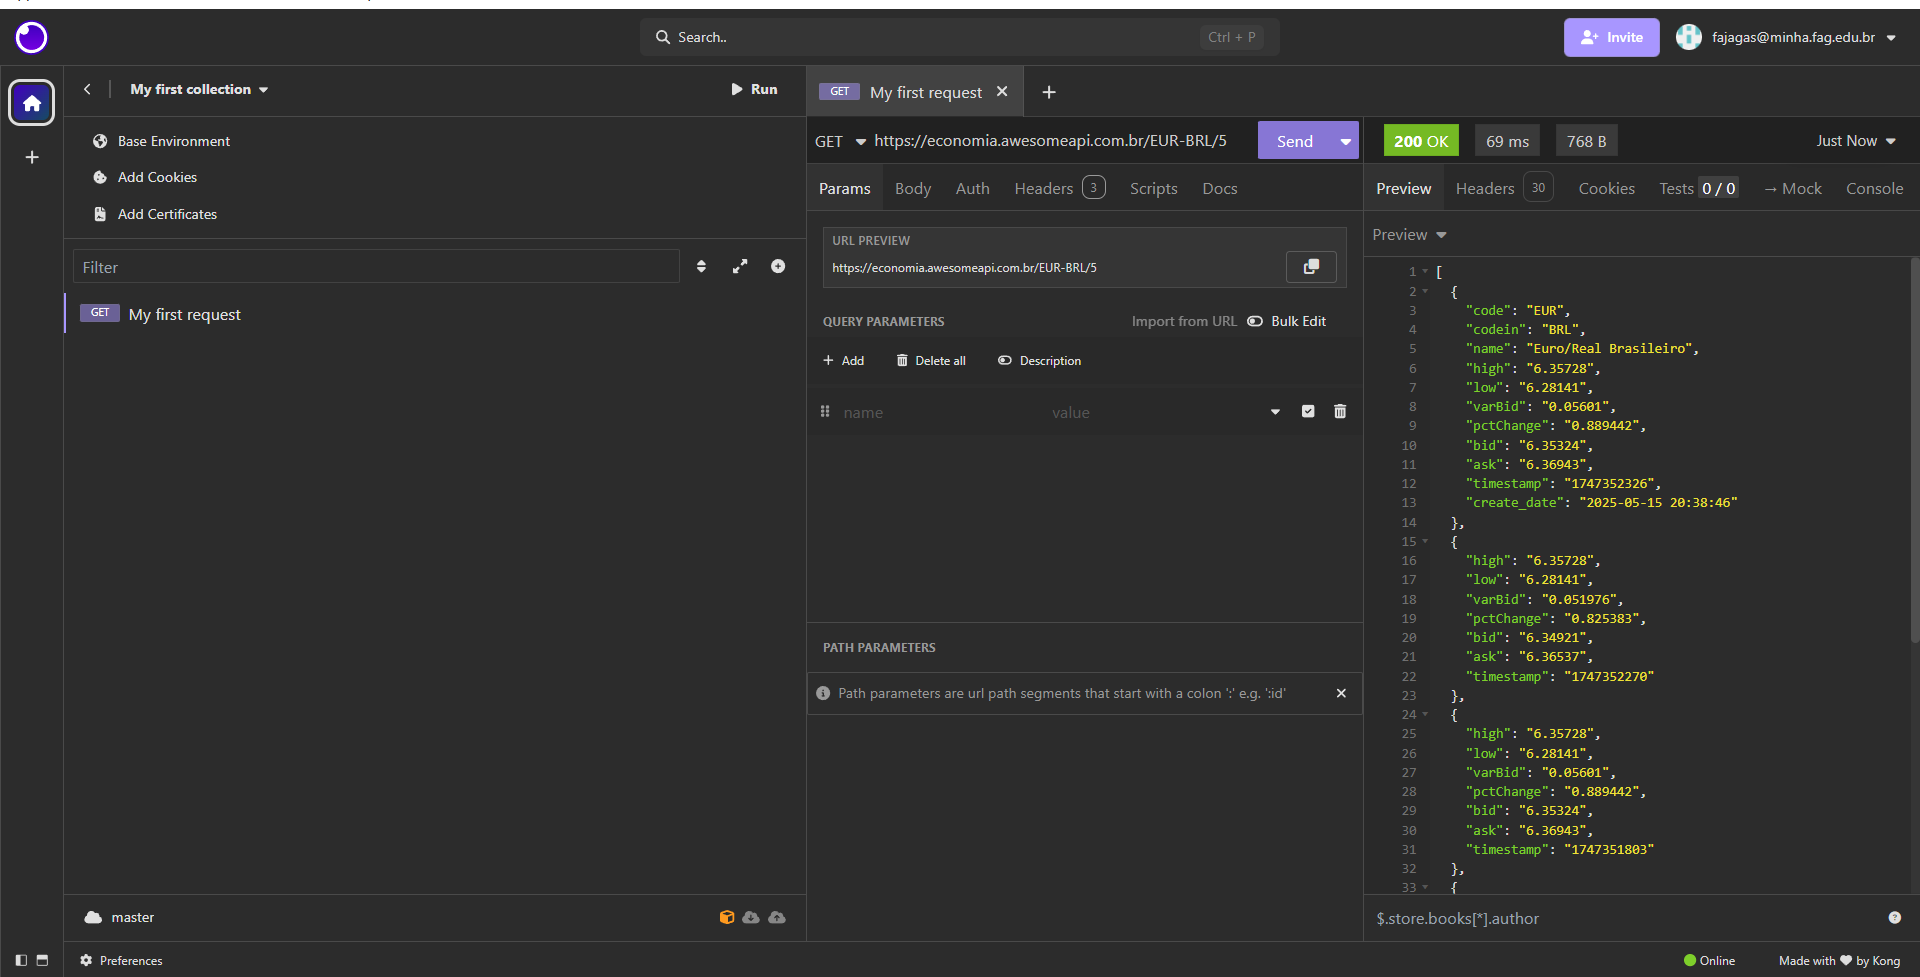 Search..
Ctrl + P
Invite
fajagas@minha.fag.edu.br
My first collection
Run
Base Environment
Add Cookies
Add Certificates
Filter
GET My first request
master
Preferences
GET My first request
GET https://economia.awesomeapi.com.br/EUR-BRL/5
Send
Params Body Auth Headers 3 Scripts Docs
URL PREVIEW
https://economia.awesomeapi.com.br/EUR-BRL/5
QUERY PARAMETERS Import from URL Bulk Edit
Add Delete all Description
name value
PATH PARAMETERS
Path parameters are url path segments that start with a colon ':' e.g. ':id'
200 OK 69 ms 768 B Just Now
Preview Headers 30 Cookies Tests 0 / 0 → Mock Console
Preview
1 [
2 {
3 "code": "EUR",
4 "codein": "BRL",
5 "name": "Euro/Real Brasileiro",
6 "high": "6.35728",
7 "low": "6.28141",
8 "varBid": "0.05601",
9 "pctChange": "0.889442",
10 "bid": "6.35324",
11 "ask": "6.36943",
12 "timestamp": "1747352326",
13 "create_date": "2025-05-15 20:38:46"
14 },
15 {
16 "high": "6.35728",
17 "low": "6.28141",
18 "varBid": "0.051976",
19 "pctChange": "0.825383",
20 "bid": "6.34921",
21 "ask": "6.36537",
22 "timestamp": "1747352270"
23 },
24 {
25 "high": "6.35728",
26 "low": "6.28141",
27 "varBid": "0.05601",
28 "pctChange": "0.889442",
29 "bid": "6.35324",
30 "ask": "6.36943",
31 "timestamp": "1747351803"
32 },
33 {
$.store.books[*].author
Online
Made with by Kong